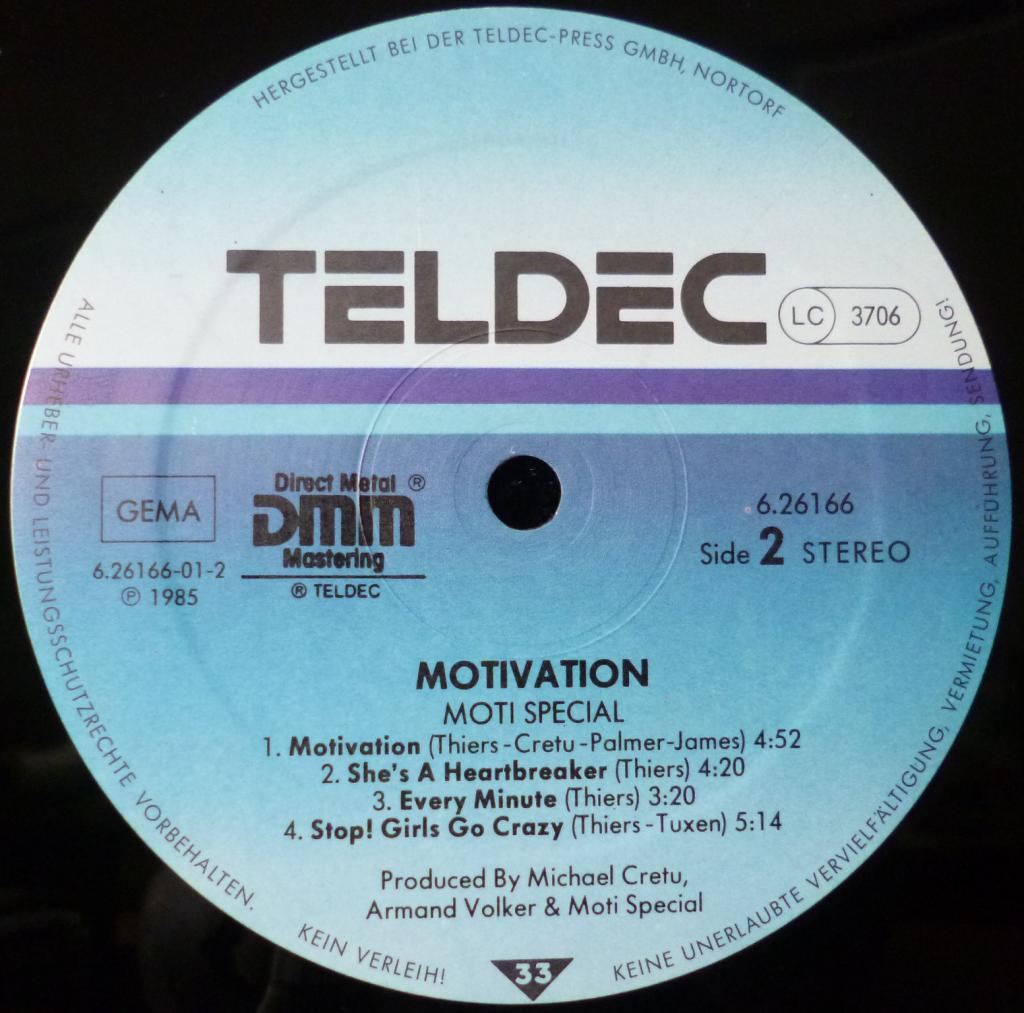 HERGESTELLT BEI DER TELDEC-PRESS GMBH, NORTORF
TELDEC
LC 3706
ALLE URHEBER- UND LEISTUNGSSCHUTZRECHTE VORBEHALTEN.
KEIN VERLEIH!
KEINE UNERLAUBTE VERVIELFÄLTIGUNG, VERMIETUNG, AUFFÜHRUNG, SENDUNG!
GEMA
6.26166-01-2
℗ 1985
Direct Metal ®
DMM
Mastering
® TELDEC
6.26166
Side 2 STEREO
MOTIVATION
MOTI SPECIAL
1. Motivation (Thiers-Cretu-Palmer-James) 4:52
2. She's A Heartbreaker (Thiers) 4:20
3. Every Minute (Thiers) 3:20
4. Stop! Girls Go Crazy (Thiers-Tuxen) 5:14
Produced By Michael Cretu,
Armand Volker & Moti Special
33